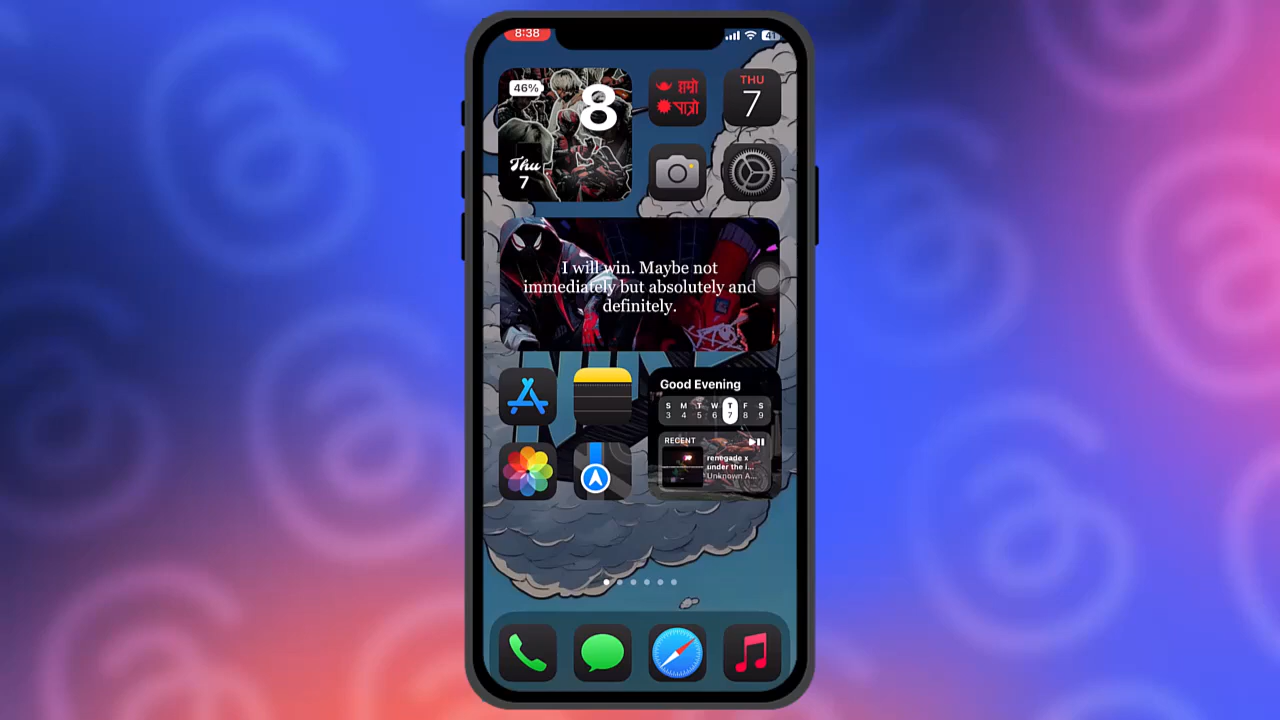 8:38
41
46%
8
Thu
7
हाम्रो
पात्रो
THU
7
I will win. Maybe not
immediately but absolutely and
definitely.
Good Evening
S M T W T F S
3 4 5 6 7 8 9
RECENT
renegade x
under the i...
Unknown A...